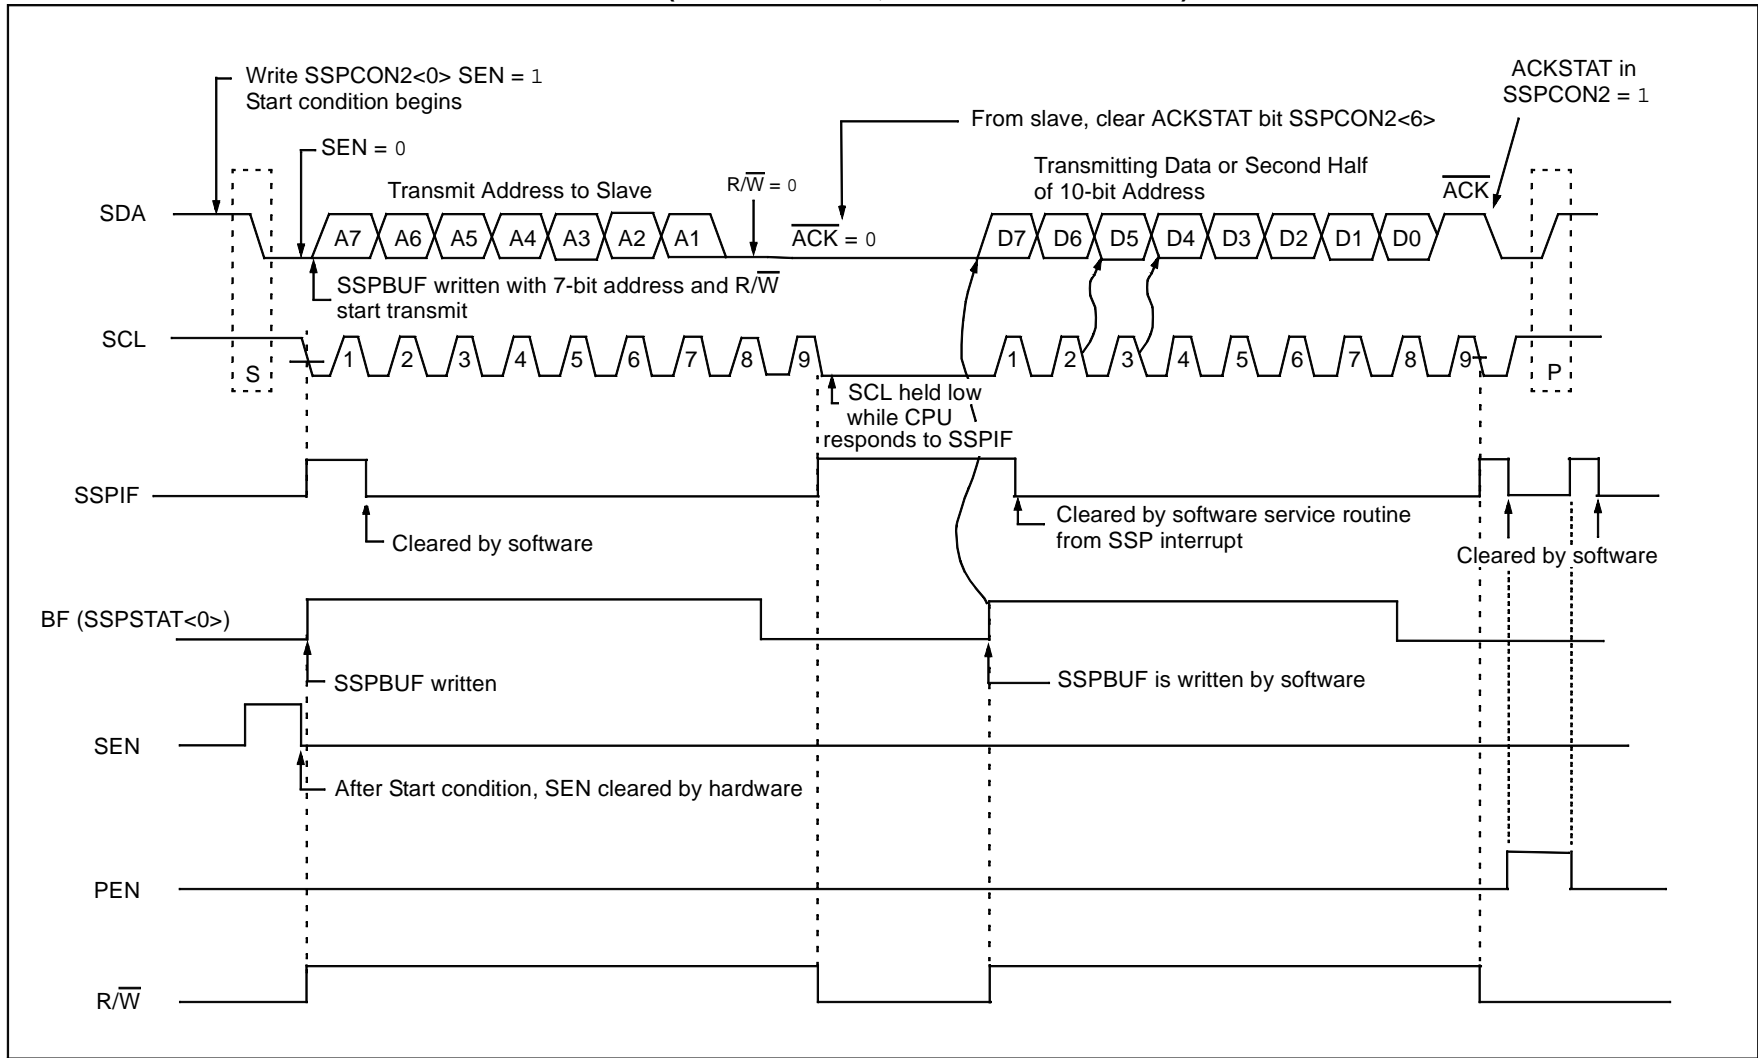 Write SSPCON2<0> SEN = 1
Start condition begins
ACKSTAT in
SSPCON2 = 1
From slave, clear ACKSTAT bit SSPCON2<6>
SEN = 0
Transmit Address to Slave
R/W̅ = 0
Transmitting Data or Second Half
of 10-bit Address
A̅C̅K̅
SDA
A7 A6 A5 A4 A3 A2 A1
A̅C̅K̅ = 0
D7 D6 D5 D4 D3 D2 D1 D0
SSPBUF written with 7-bit address and R/W̅
start transmit
SCL
S
1 2 3 4 5 6 7 8 9
1 2 3 4 5 6 7 8 9
P
SCL held low
while CPU
responds to SSPIF
SSPIF
Cleared by software
Cleared by software service routine
from SSP interrupt
Cleared by software
BF (SSPSTAT<0>)
SSPBUF written
SSPBUF is written by software
SEN
After Start condition, SEN cleared by hardware
PEN
R/W̅